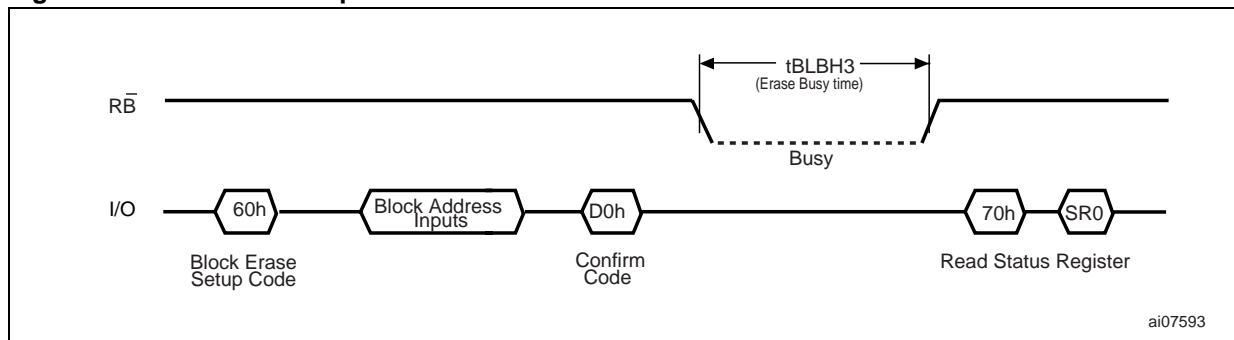 tBLBH3
(Erase Busy time)
RB̅
Busy
I/O
60h
Block Address
Inputs
D0h
70h
SR0
Block Erase
Setup Code
Confirm
Code
Read Status Register
ai07593